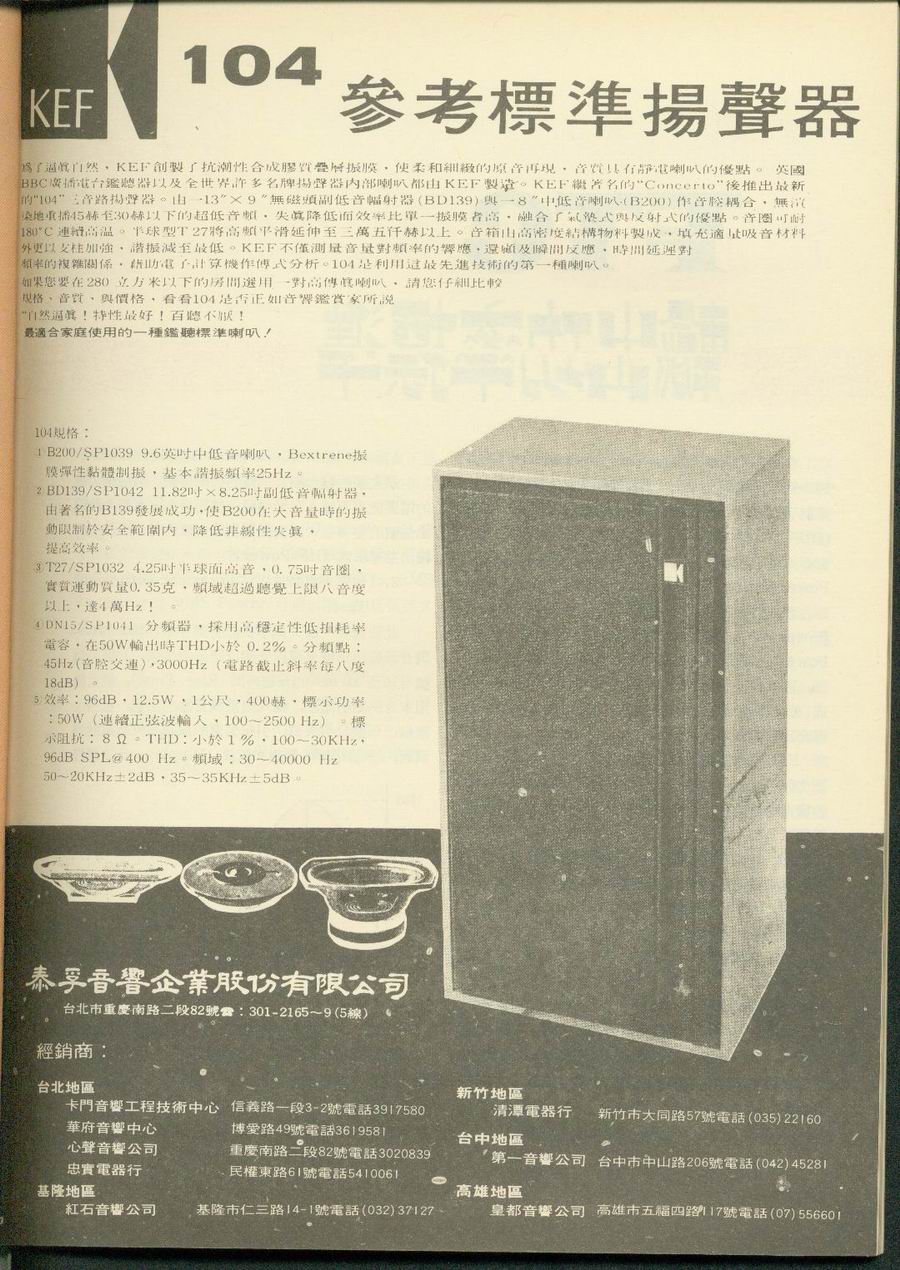 KEF
104
參考標準揚聲器
爲了逼眞自然，KEF創製了抗潮性合成膠質疊層振膜，使柔和細緻的原音再現，音質具有靜電喇叭的優點。英國
BBC廣播電台鑑聽器以及全世界許多名牌揚聲器內部喇叭都由KEF製造。KEF繼著名的“Concerto”後推出最新
的“104”三音路揚聲器。由一13″×9″無磁頭副低音輻射器(BD139)與一8″中低音喇叭(B200)作音腔耦合，無渲
染地重播45赫至30赫以下的超低音頻，失眞降低而效率比單一振膜者高，融合了氣墊式與反射式的優點。音圈可耐
180°C連續高溫。半球型T27將高頻平滑延伸至三萬五仟赫以上。音箱由高密度結構物料製成，填充適量吸音材料
外更以支柱加強，諧振減至最低。KEF不僅測量音量對頻率的響應，還顧及瞬間反應，時間延遲對
頻率的複雜關係，藉助電子計算機作傅式分析。104是利用這最先進技術的第一種喇叭。
如果您要在280立方米以下的房間選用一對高傳眞喇叭，請您仔細比較
規格、音質、與價格，看看104是否正如音響鑑賞家所說
“自然逼眞！特性最好！百聽不厭！
最適合家庭使用的一種鑑聽標準喇叭！
104規格：
1 B200/SP1039 9.6英吋中低音喇叭，Bextrene振
膜彈性黏體制振，基本諧振頻率25Hz。
2 BD139/SP1042 11.82吋×8.25吋副低音輻射器，
由著名的B139發展成功，使B200在大音量時的振
動限制於安全範圍內，降低非線性失眞，
提高效率。
3 T27/SP1032 4.25吋半球面高音，0.75吋音圈，
實質運動質量0.35克，頻域超過聽覺上限八音度
以上，達4萬Hz！。
4 DN15/SP1041 分頻器，採用高穩定性低損耗率
電容，在50W輸出時THD小於0.2%。分頻點：
45Hz(音腔交連)，3000Hz（電路截止斜率每八度
18dB）。
5 效率：96dB，12.5W，1公尺，400赫，標示功率
：50W（連續正弦波輸入，100～2500 Hz）。標
示阻抗：8 Ω。THD：小於1%，100～30KHz，
96dB SPL@400 Hz。頻域：30～40000 Hz
50～20KHz±2dB，35～35KHz±5dB。
泰孚音響企業股份有限公司
台北市重慶南路二段82號☎：301-2165～9(5線)
經銷商：
台北地區
卡門音響工程技術中心 信義路一段3-2號電話3917580
華府音響中心 博愛路49號電話3619581
心聲音響公司 重慶南路二段82號電話3020839
忠實電器行 民權東路61號電話5410061
基隆地區
紅石音響公司 基隆市仁三路14-1號電話(032)37127
新竹地區
清潭電器行 新竹市大同路57號電話(035)22160
台中地區
第一音響公司 台中市中山路206號電話(042)45281
高雄地區
皇都音響公司 高雄市五福四路117號電話(07)556601